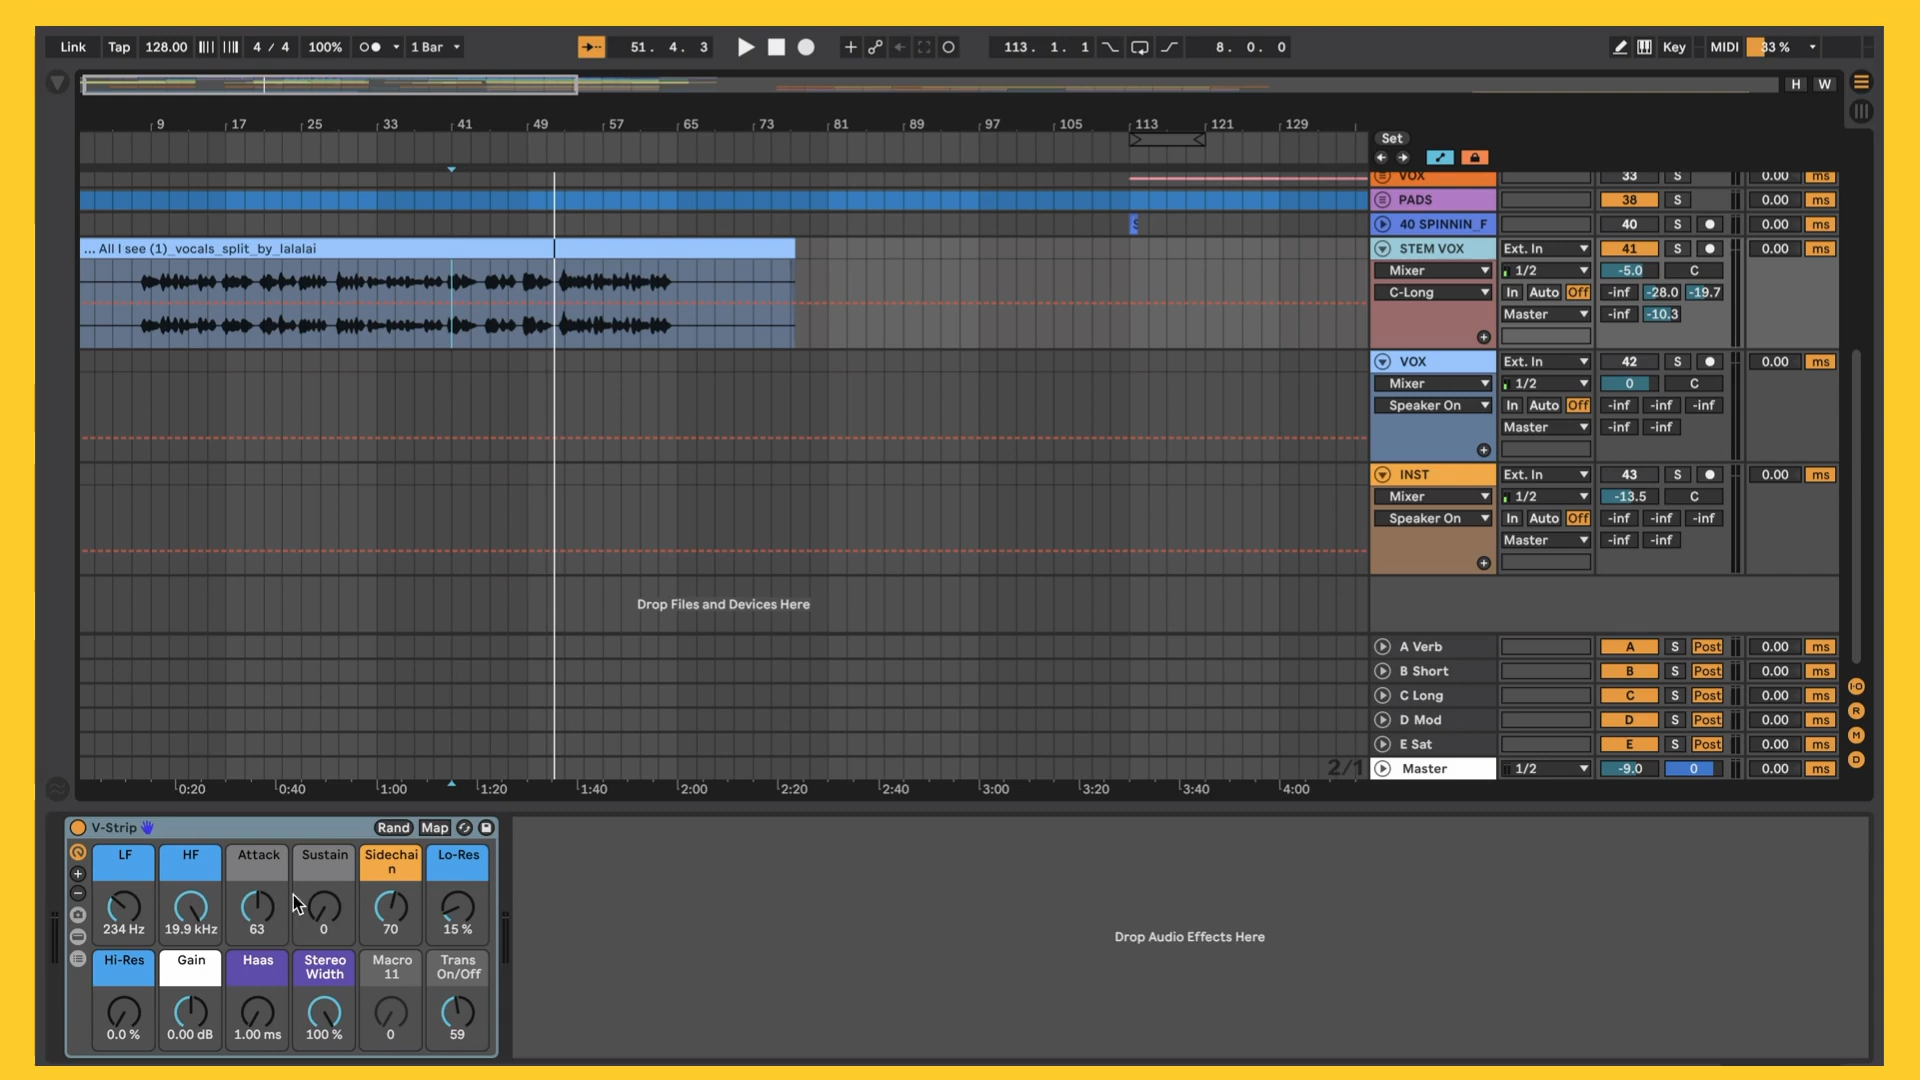 Link Tap 128.00 4 / 4 100% 1 Bar 51. 4. 3 113. 1. 1 8. 0. 0 Key MIDI 33 %
H W
9 17 25 33 41 49 57 65 73 81 89 97 105 113 121 129
Set
VOX 33 S 0.00 ms
PADS 38 S 0.00 ms
40 SPINNIN_F 40 S 0.00 ms
... All I see (1)_vocals_split_by_lalalai
STEM VOX Ext. In 41 S 0.00 ms
Mixer 1/2 -5.0 C
C-Long In Auto Off -inf -28.0 -19.7
Master -inf -10.3
VOX Ext. In 42 S 0.00 ms
Mixer 1/2 0 C
Speaker On In Auto Off -inf -inf -inf
Master -inf -inf
INST Ext. In 43 S 0.00 ms
Mixer 1/2 -13.5 C
Speaker On In Auto Off -inf -inf -inf
Master -inf -inf
Drop Files and Devices Here
A Verb A S Post 0.00 ms
B Short B S Post 0.00 ms
C Long C S Post 0.00 ms
D Mod D S Post 0.00 ms
E Sat E S Post 0.00 ms
2/1 Master 1/2 -9.0 0 0.00 ms
I·O
R
M
D
0:20 0:40 1:00 1:20 1:40 2:00 2:20 2:40 3:00 3:20 3:40 4:00
V-Strip Rand Map
LF HF Attack Sustain Sidechai Lo-Res
n
234 Hz 19.9 kHz 63 0 70 15 %
Hi-Res Gain Haas Stereo Macro Trans
Width 11 On/Off
0.0 % 0.00 dB 1.00 ms 100 % 0 59
Drop Audio Effects Here